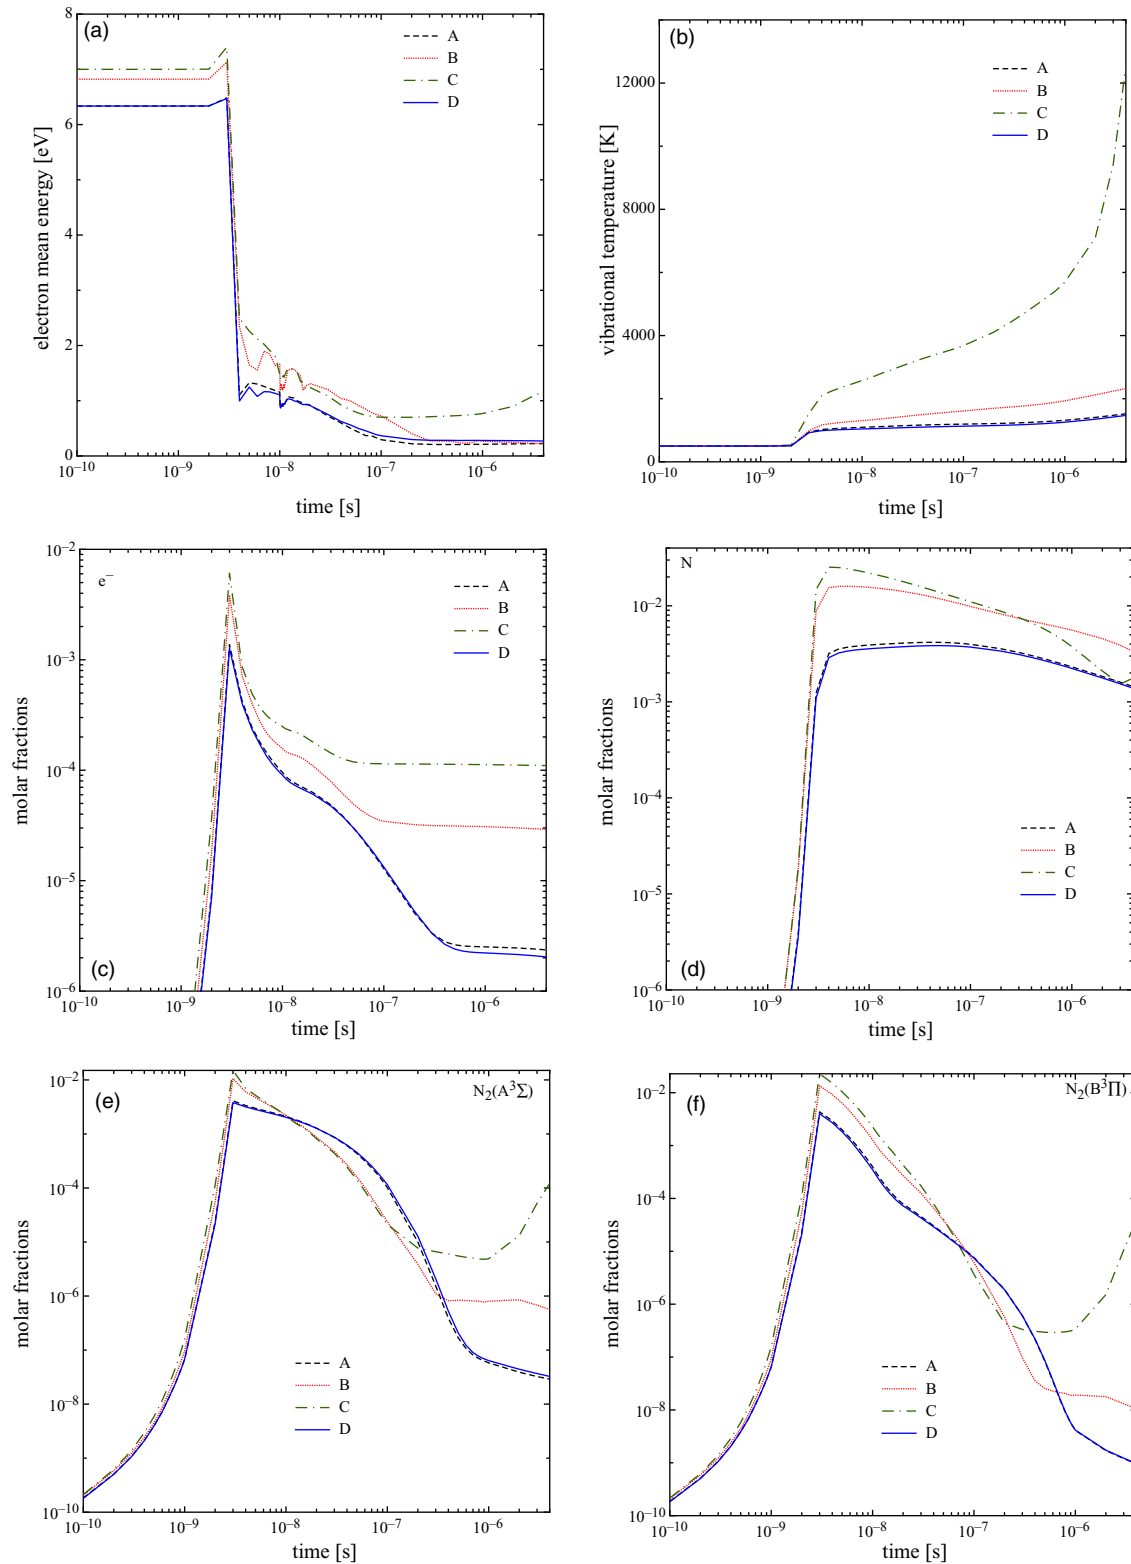 (a)
A
B
C
D
8
6
4
2
0
electron mean energy [eV]
10⁻¹⁰ 10⁻⁹ 10⁻⁸ 10⁻⁷ 10⁻⁶
time [s]
(b)
A
B
C
D
12000
8000
4000
0
vibrational temperature [K]
10⁻¹⁰ 10⁻⁹ 10⁻⁸ 10⁻⁷ 10⁻⁶
time [s]
e⁻
A
B
C
D
10⁻²
10⁻³
10⁻⁴
10⁻⁵
10⁻⁶
molar fractions
(c)
10⁻¹⁰ 10⁻⁹ 10⁻⁸ 10⁻⁷ 10⁻⁶
time [s]
N
10⁻²
10⁻³
10⁻⁴
10⁻⁵
10⁻⁶
molar fractions
A
B
C
D
(d)
10⁻¹⁰ 10⁻⁹ 10⁻⁸ 10⁻⁷ 10⁻⁶
time [s]
(e)
N₂(A³Σ)
10⁻²
10⁻⁴
10⁻⁶
10⁻⁸
10⁻¹⁰
molar fractions
A
B
C
D
10⁻¹⁰ 10⁻⁹ 10⁻⁸ 10⁻⁷ 10⁻⁶
time [s]
(f)
N₂(B³Π)
10⁻²
10⁻⁴
10⁻⁶
10⁻⁸
10⁻¹⁰
molar fractions
A
B
C
D
10⁻¹⁰ 10⁻⁹ 10⁻⁸ 10⁻⁷ 10⁻⁶
time [s]